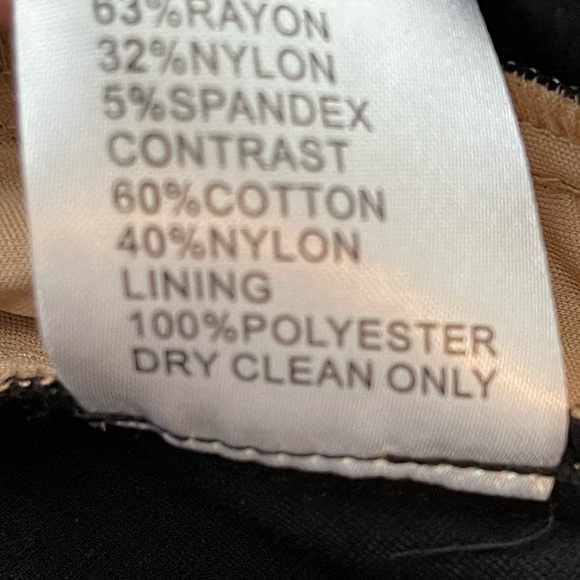 63%RAYON
32%NYLON
5%SPANDEX
CONTRAST
60%COTTON
40%NYLON
LINING
100%POLYESTER
DRY CLEAN ONLY